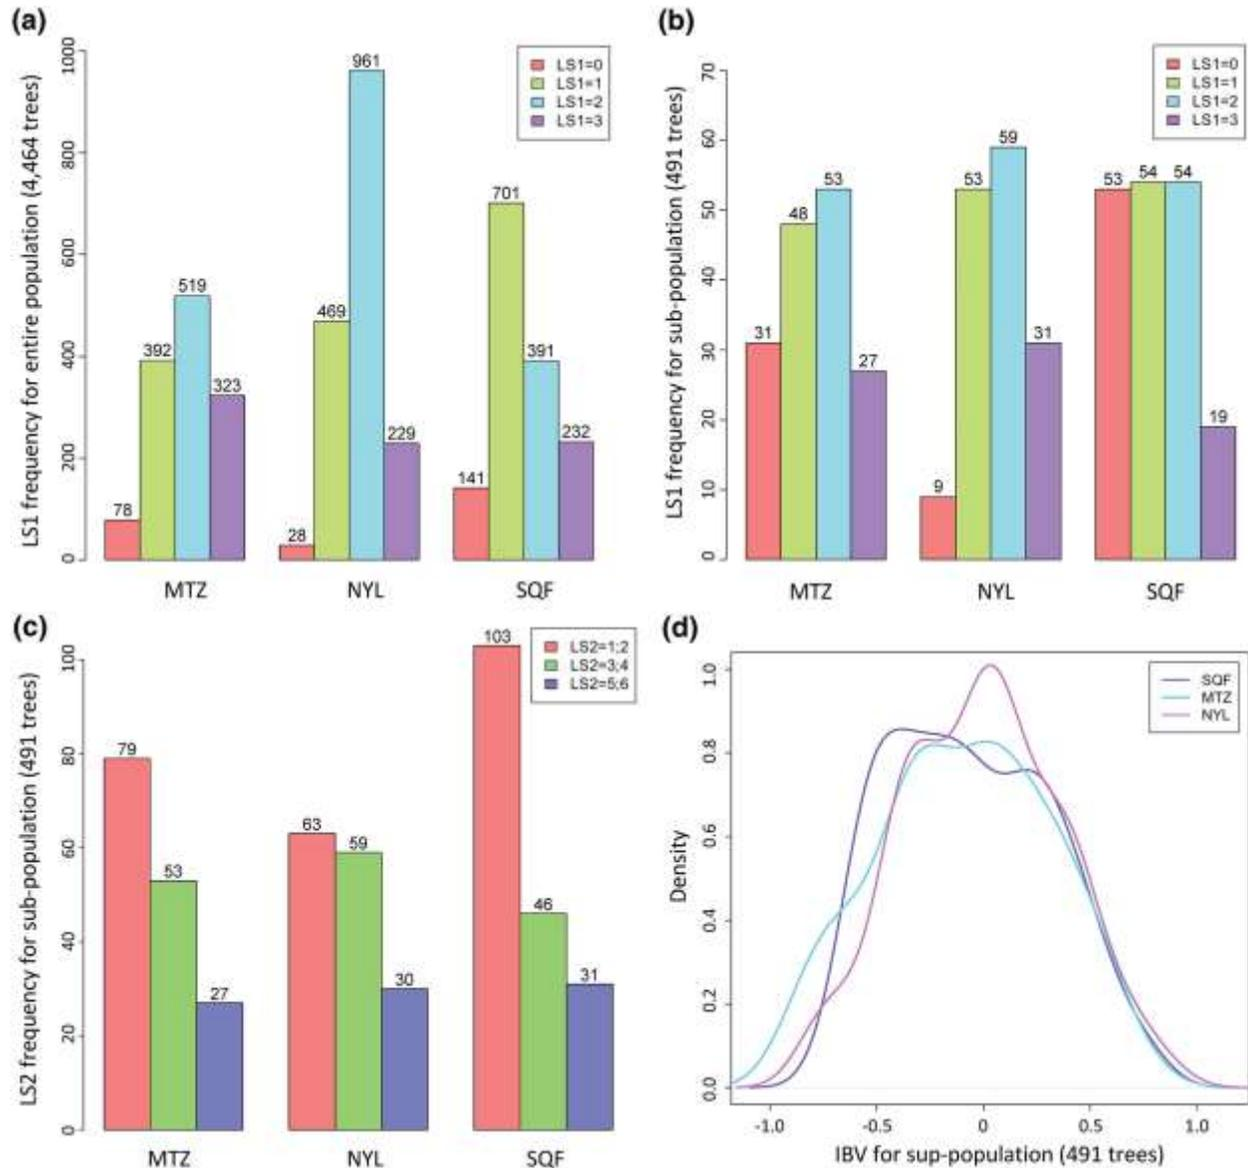 (a)
LS1 frequency for entire population (4,464 trees)
0
200
400
600
800
1000
78
392
519
323
28
469
961
229
141
701
391
232
MTZ
NYL
SQF
LS1=0
LS1=1
LS1=2
LS1=3
(b)
LS1 frequency for sub-population (491 trees)
0
10
20
30
40
50
60
70
31
48
53
27
9
53
59
31
53
54
54
19
MTZ
NYL
SQF
LS1=0
LS1=1
LS1=2
LS1=3
(c)
LS2 frequency for sub-population (491 trees)
0
20
40
60
80
100
79
53
27
63
59
30
103
46
31
MTZ
NYL
SQF
LS2=1;2
LS2=3;4
LS2=5;6
(d)
Density
0.0
0.2
0.4
0.6
0.8
1.0
SQF
MTZ
NYL
-1.0
-0.5
0
0.5
1.0
IBV for sup-population (491 trees)